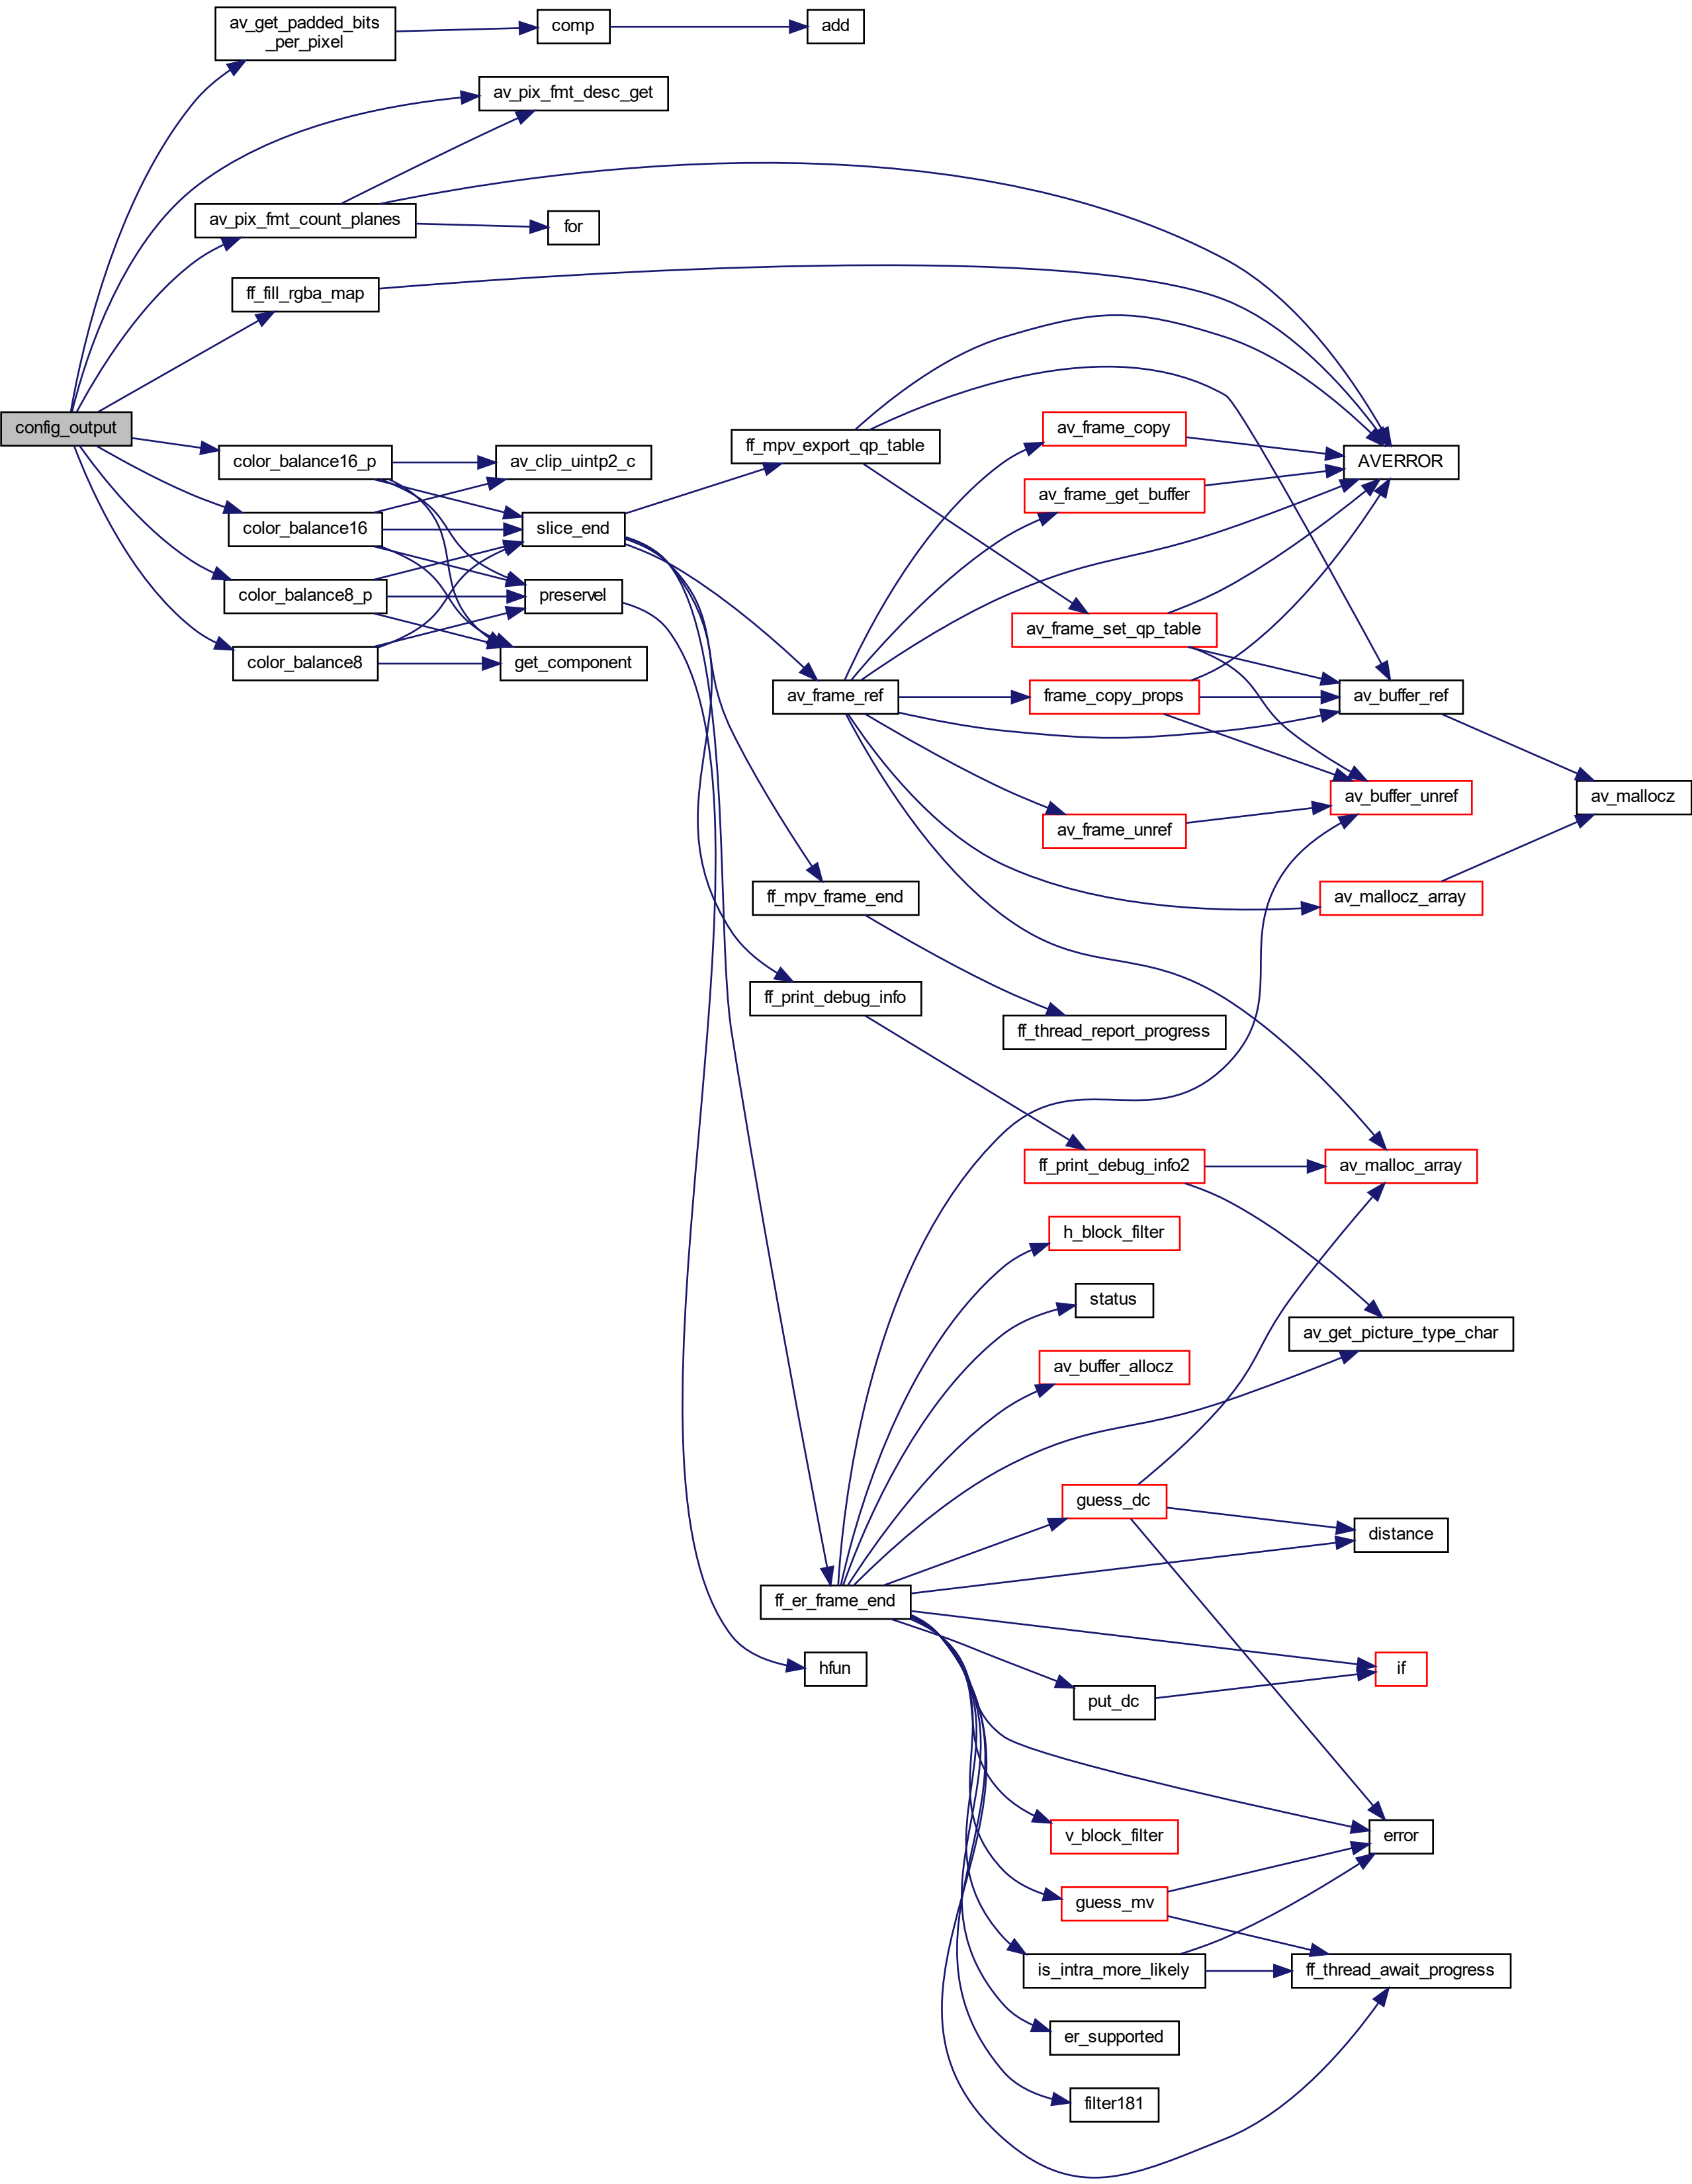 av_get_padded_bits
_per_pixel
comp
add
av_pix_fmt_desc_get
av_pix_fmt_count_planes
for
ff_fill_rgba_map
config_output
color_balance16_p
av_clip_uintp2_c
ff_mpv_export_qp_table
av_frame_copy
AVERROR
av_frame_get_buffer
color_balance16
slice_end
color_balance8_p
preservel
av_frame_set_qp_table
color_balance8
get_component
av_frame_ref
frame_copy_props
av_buffer_ref
av_buffer_unref
av_mallocz
av_frame_unref
ff_mpv_frame_end
av_mallocz_array
ff_print_debug_info
ff_thread_report_progress
ff_print_debug_info2
av_malloc_array
h_block_filter
status
av_get_picture_type_char
av_buffer_allocz
guess_dc
distance
ff_er_frame_end
hfun
if
put_dc
v_block_filter
error
guess_mv
is_intra_more_likely
ff_thread_await_progress
er_supported
filter181